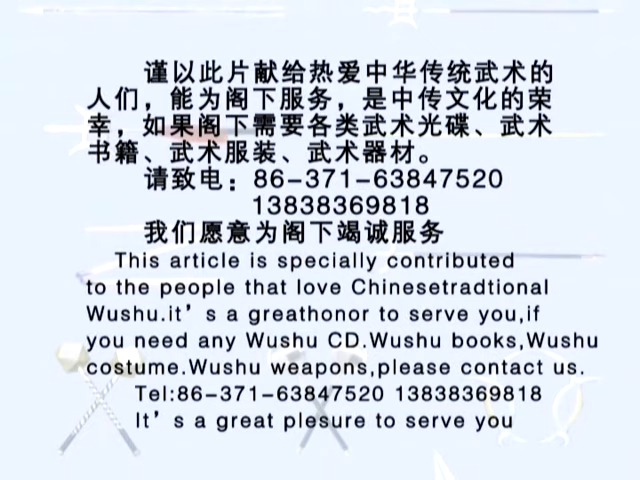 谨以此片献给热爱中华传统武术的
人们，能为阁下服务，是中传文化的荣
幸，如果阁下需要各类武术光碟、武术
书籍、武术服装、武术器材。
请致电：86-371-63847520
13838369818
我们愿意为阁下竭诚服务
This article is specially contributed
to the people that love Chinesetradtional
Wushu.it's a greathonor to serve you,if
you need any Wushu CD.Wushu books,Wushu
costume.Wushu weapons,please contact us.
Tel:86-371-63847520 13838369818
It's a great plesure to serve you